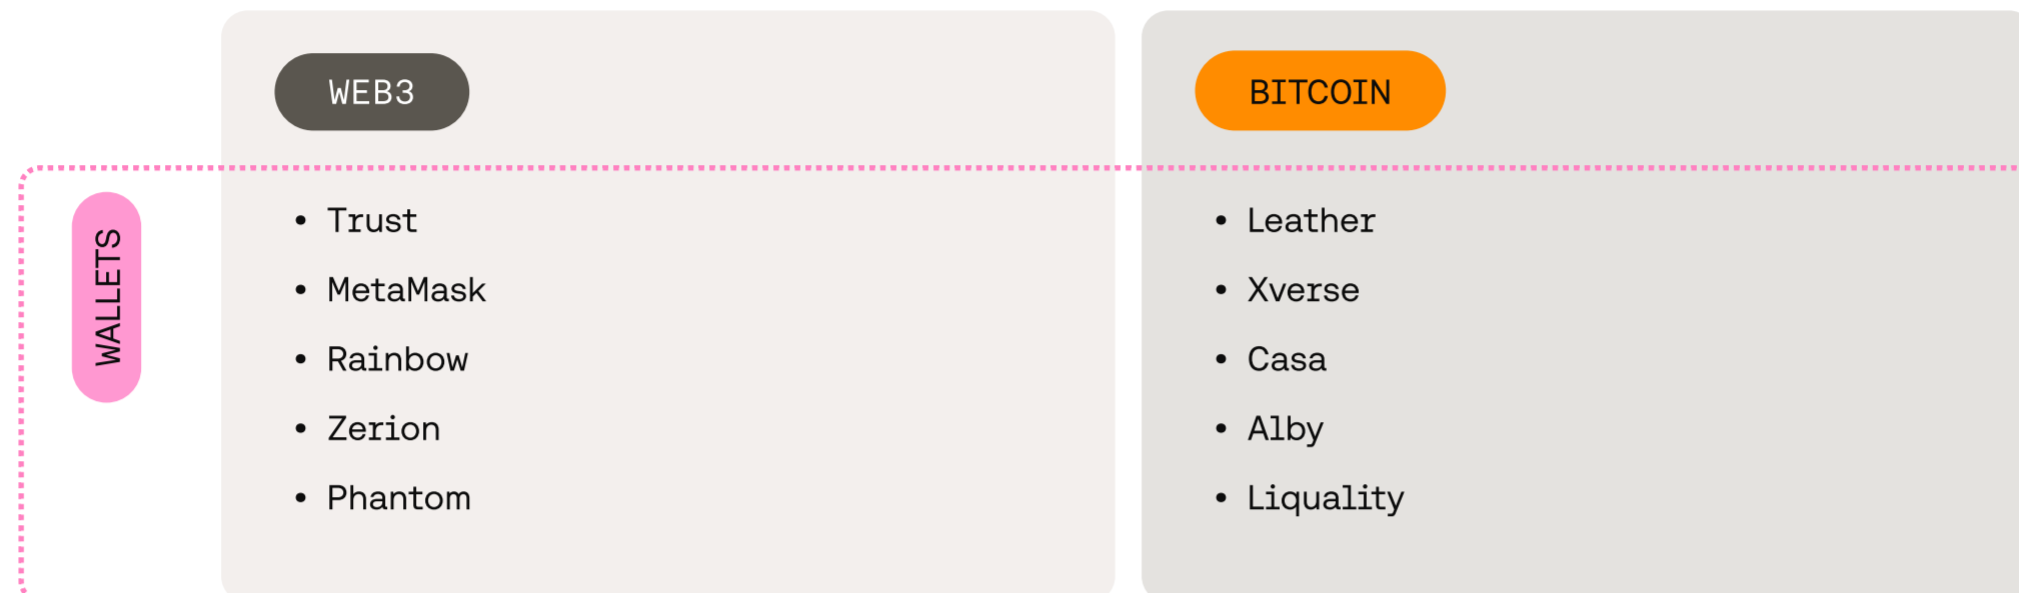 WEB3
BITCOIN
WALLETS
• Trust
• MetaMask
• Rainbow
• Zerion
• Phantom
• Leather
• Xverse
• Casa
• Alby
• Liquality